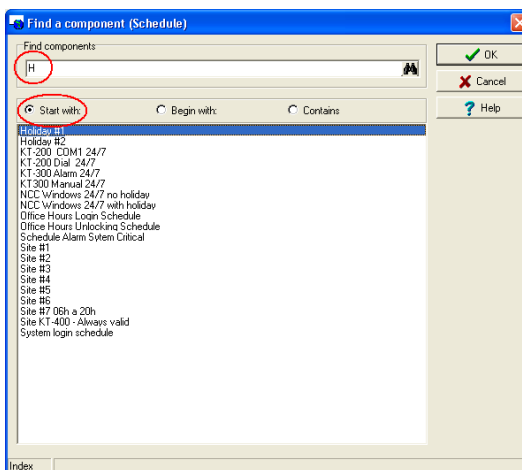 Find a component (Schedule)
Find components
H
OK
Cancel
Help
Start with:
Begin with:
Contains
Holiday #1
Holiday #2
KT-200 COM1 24/7
KT-200 Dial 24/7
KT-300 Alarm 24/7
KT300 Manual 24/7
NCC Windows 24/7 no holiday
NCC Windows 24/7 with holiday
Office Hours Login Schedule
Office Hours Unlocking Schedule
Schedule Alarm Sytem Critical
Site #1
Site #2
Site #3
Site #4
Site #5
Site #6
Site #7 06h a 20h
Site KT-400 - Always valid
System login schedule
Index